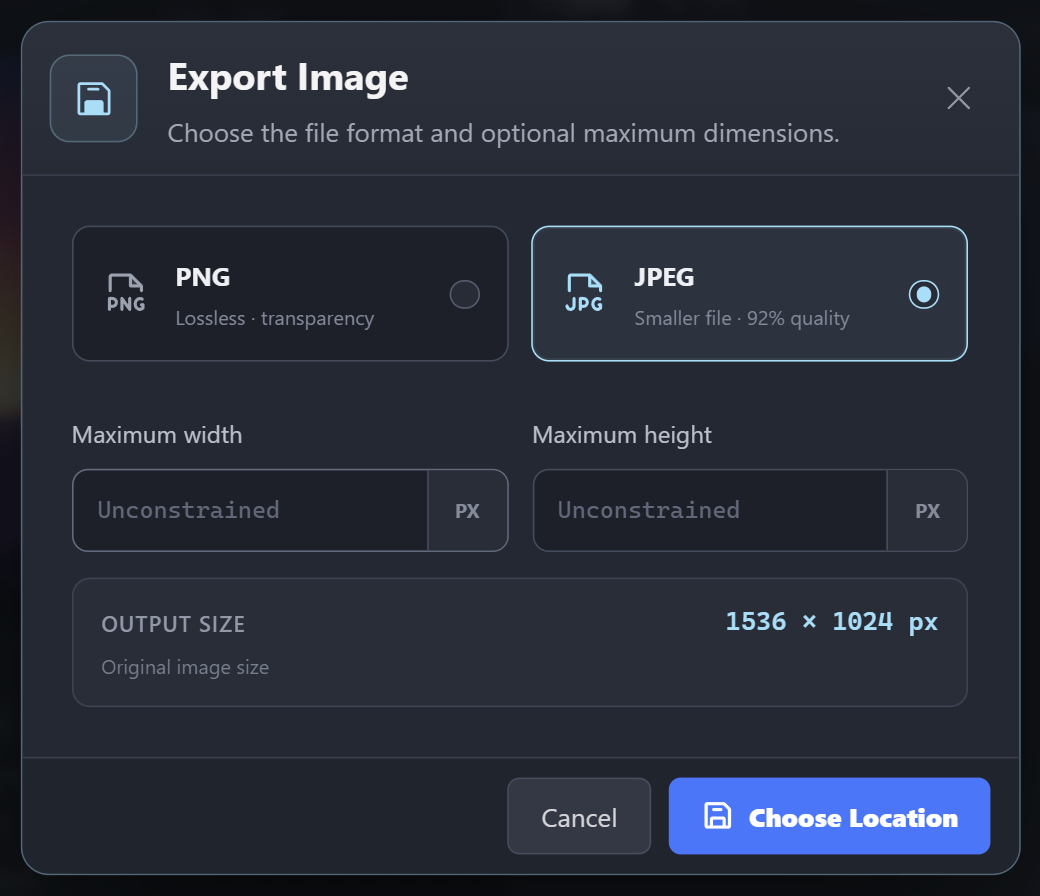 Export Image
Choose the file format and optional maximum dimensions.
PNG
PNG
Lossless · transparency
JPG
JPEG
Smaller file · 92% quality
Maximum width
Maximum height
Unconstrained
PX
Unconstrained
PX
OUTPUT SIZE
1536 × 1024 px
Original image size
Cancel
Choose Location